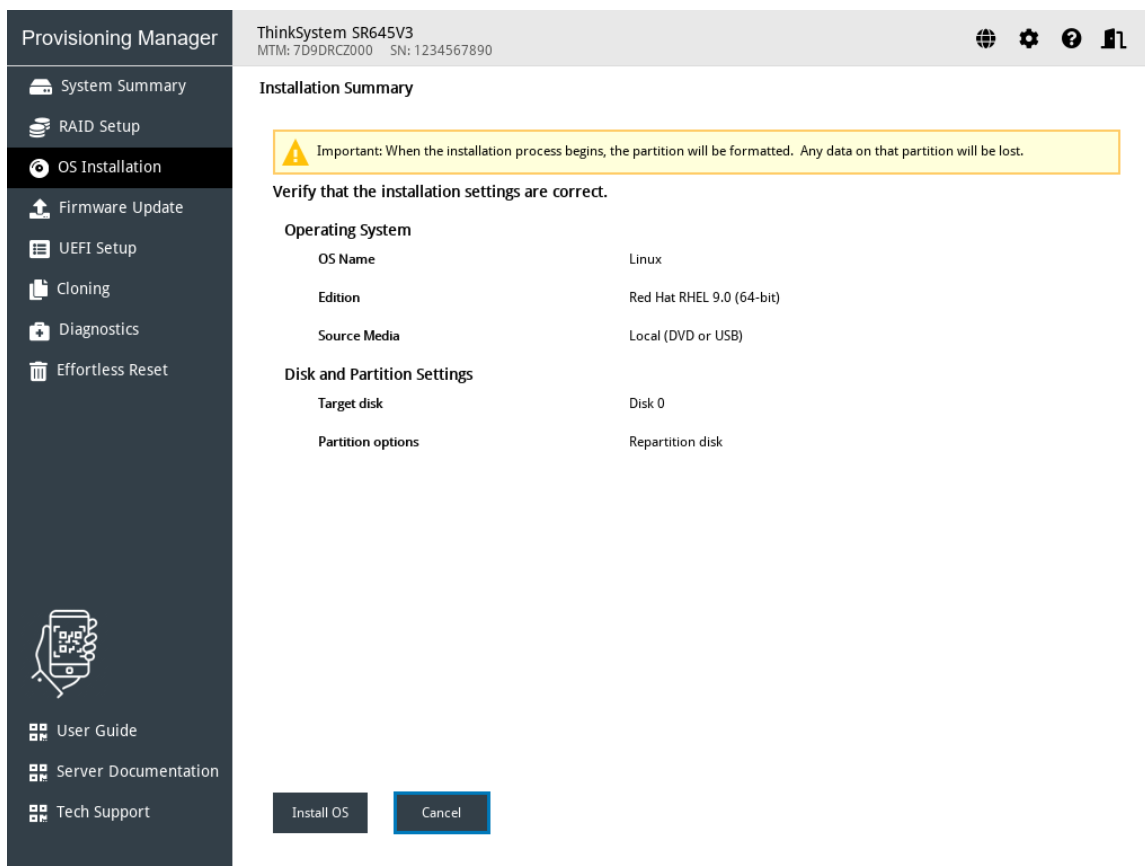 Provisioning Manager
ThinkSystem SR645V3
MTM: 7D9DRCZ000 SN: 1234567890
System Summary
RAID Setup
OS Installation
Firmware Update
UEFI Setup
Cloning
Diagnostics
Effortless Reset
User Guide
Server Documentation
Tech Support
Installation Summary
Important: When the installation process begins, the partition will be formatted. Any data on that partition will be lost.
Verify that the installation settings are correct.
Operating System
OS Name Linux
Edition Red Hat RHEL 9.0 (64-bit)
Source Media Local (DVD or USB)
Disk and Partition Settings
Target disk Disk 0
Partition options Repartition disk
Install OS Cancel